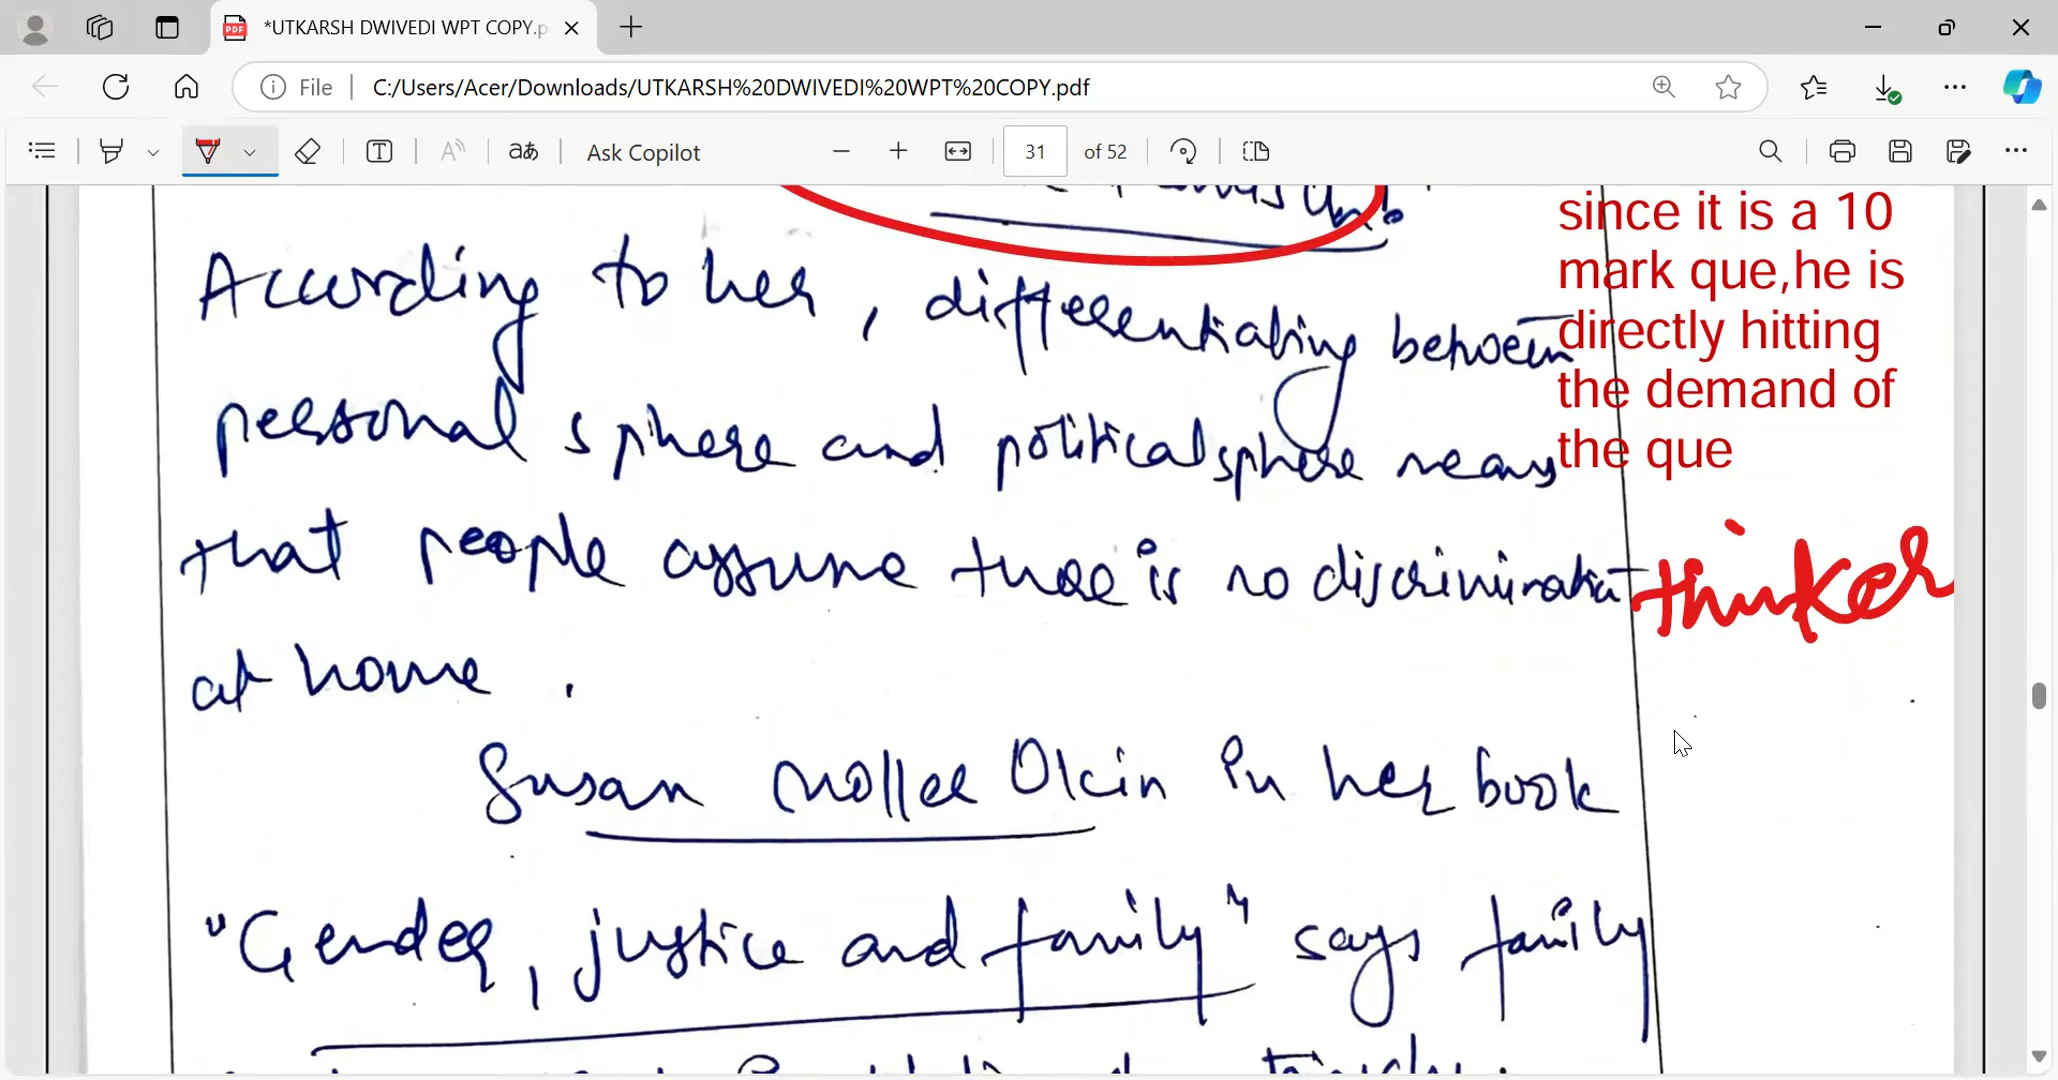 *UTKARSH DWIVEDI WPT COPY.p
File C:/Users/Acer/Downloads/UTKARSH%20DWIVEDI%20WPT%20COPY.pdf
Ask Copilot 31 of 52
since it is a 10
mark que,he is
directly hitting
the demand of
the que
According to her, differentiating between
personal sphere and political sphere means
that people assume there is no discriminatio
thinker
at home.
Susan Moller Okin in her book
"Gender, justice and family" says family